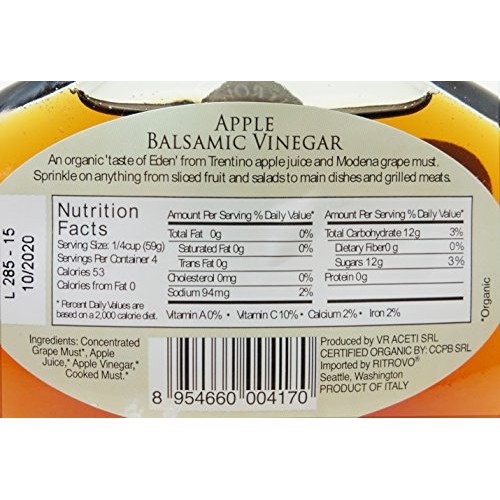 APPLE
BALSAMIC VINEGAR
An organic 'taste of Eden' from Trentino apple juice and Modena grape must.
Sprinkle on anything from sliced fruit and salads to main dishes and grilled meats.
L 285 - 15
10/2020
Nutrition
Facts
Serving Size: 1/4cup (59g)
Servings Per Container 4
Calories 53
Calories from Fat 0
* Percent Daily Values are
based on a 2,000 calorie diet.
Amount Per Serving % Daily Value*
Total Fat 0g 0%
Saturated Fat 0g 0%
Trans Fat 0g
Cholesterol 0mg 0%
Sodium 94mg 2%
Amount Per Serving % Daily Value*
Total Carbohydrate 12g 3%
Dietary Fiber0 g 0%
Sugars 12g 3%
Protein 0g
Vitamin A 0% • Vitamin C 10% • Calcium 2% • Iron 2%
*Organic
Ingredients: Concentrated
Grape Must*, Apple
Juice,* Apple Vinegar,*
Cooked Must.*
8 954660 004170
Produced by VR ACETI SRL
CERTIFIED ORGANIC BY: CCPB SRL
Imported by RITROVO®
Seattle, Washington
PRODUCT OF ITALY